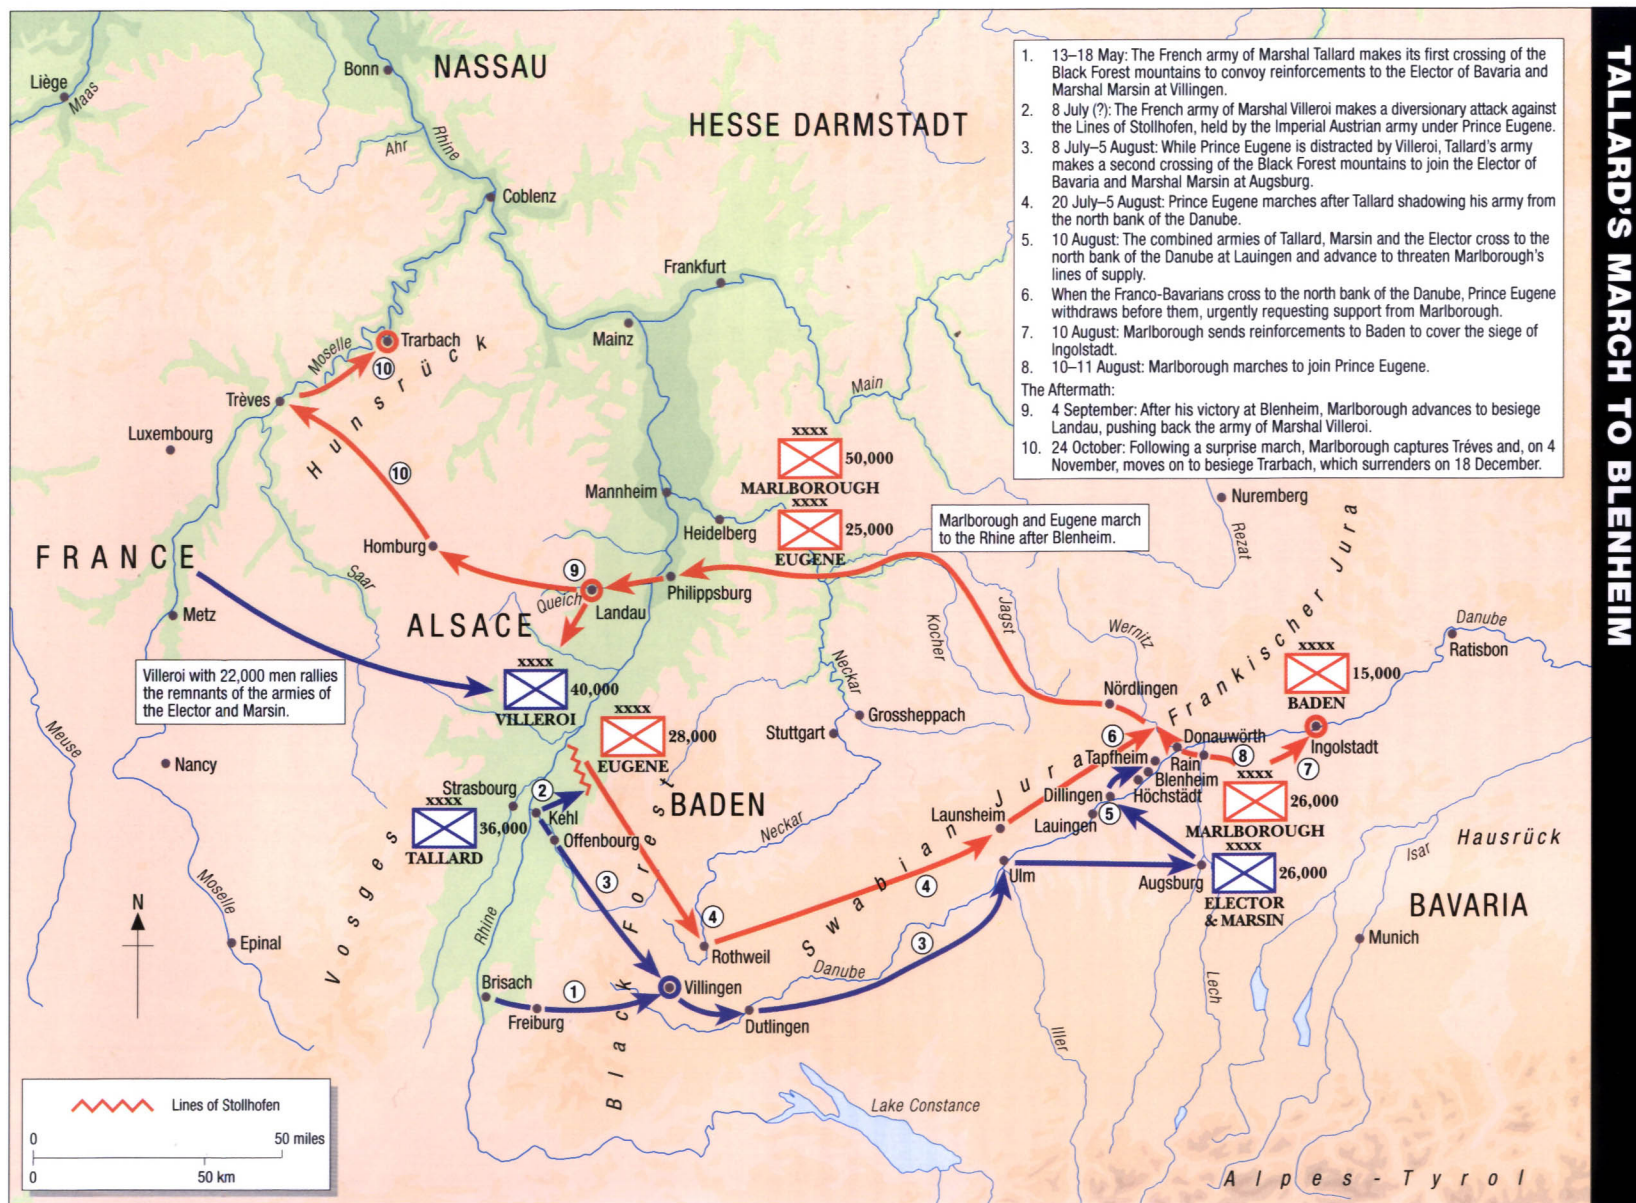 TALLARD'S MARCH TO BLENHEIM
1. 13–18 May: The French army of Marshal Tallard makes its first crossing of the
Black Forest mountains to convoy reinforcements to the Elector of Bavaria and
Marshal Marsin at Villingen.
2. 8 July (?): The French army of Marshal Villeroi makes a diversionary attack against
the Lines of Stollhofen, held by the Imperial Austrian army under Prince Eugene.
3. 8 July–5 August: While Prince Eugene is distracted by Villeroi, Tallard's army
makes a second crossing of the Black Forest mountains to join the Elector of
Bavaria and Marshal Marsin at Augsburg.
4. 20 July–5 August: Prince Eugene marches after Tallard shadowing his army from
the north bank of the Danube.
5. 10 August: The combined armies of Tallard, Marsin and the Elector cross to the
north bank of the Danube at Lauingen and advance to threaten Marlborough's
lines of supply.
6. When the Franco-Bavarians cross to the north bank of the Danube, Prince Eugene
withdraws before them, urgently requesting support from Marlborough.
7. 10 August: Marlborough sends reinforcements to Baden to cover the siege of
Ingolstadt.
8. 10–11 August: Marlborough marches to join Prince Eugene.
The Aftermath:
9. 4 September: After his victory at Blenheim, Marlborough advances to besiege
Landau, pushing back the army of Marshal Villeroi.
10. 24 October: Following a surprise march, Marlborough captures Tréves and, on 4
November, moves on to besiege Trarbach, which surrenders on 18 December.
Liège
Maas
Bonn
NASSAU
HESSE DARMSTADT
Ahr
Rhine
Coblenz
Frankfurt
Mainz
Main
Trarbach
Moselle
10
Hunsrück
Trèves
Luxembourg
10
xxxx
50,000
MARLBOROUGH
xxxx
25,000
EUGENE
Mannheim
Heidelberg
Nuremberg
Rezat
Marlborough and Eugene march
to the Rhine after Blenheim.
FRANCE
Homburg
Saar
9
Queich
Landau
Philippsburg
Metz
ALSACE
Kocher
Jagst
Wernitz
Fränkischer Jura
Danube
Ratisbon
Villeroi with 22,000 men rallies
the remnants of the armies of
the Elector and Marsin.
xxxx
40,000
VILLEROI
xxxx
28,000
EUGENE
Neckar
Grossheppach
Stuttgart
Nördlingen
xxxx
15,000
BADEN
Ingolstadt
7
6
Donauwörth
8
Tapfheim
Rain
Blenheim
Höchstädt
Dillingen
Lauingen
5
xxxx
26,000
MARLBOROUGH
Meuse
Nancy
Strasbourg
2
Kehl
Offenbourg
xxxx
36,000
TALLARD
BADEN
Neckar
Launsheim
Swabian Jura
Ulm
Augsburg
xxxx
26,000
ELECTOR
& MARSIN
Isar
Hausrück
BAVARIA
Munich
Vosges
Moselle
Epinal
N
3
4
4
3
Rothweil
Black Forest
Rhine
Brisach
Freiburg
1
Villingen
Danube
Dutlingen
Iller
Lech
Lake Constance
Alpes-Tyrol
Lines of Stollhofen
0 50 miles
0 50 km